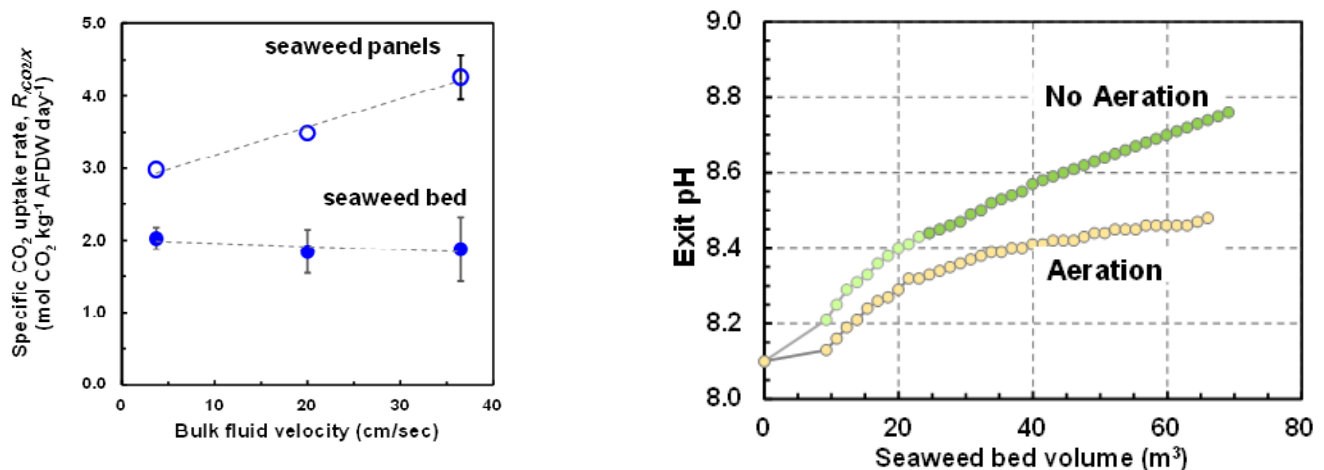 5.0
4.0
3.0
2.0
1.0
0.0
0
10
20
30
40
Specific CO2 uptake rate, R,CO2/X
(mol CO2 kg-1 AFDW day-1)
seaweed panels
seaweed bed
Bulk fluid velocity (cm/sec)
9.0
8.8
8.6
8.4
8.2
8.0
0
20
40
60
80
Exit pH
No Aeration
Aeration
Seaweed bed volume (m3)